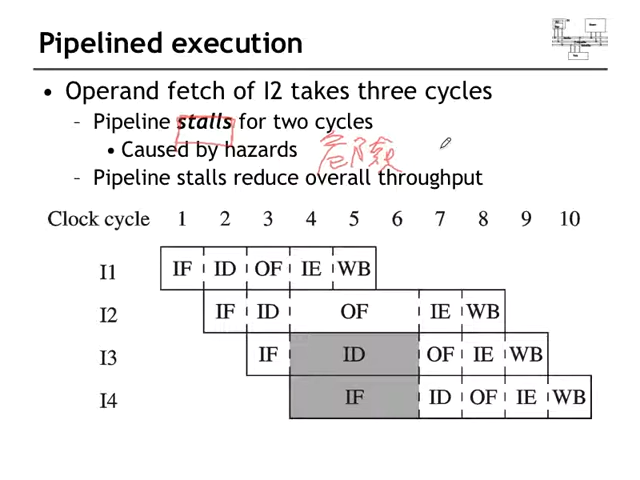 Pipelined execution
• Operand fetch of I2 takes three cycles
– Pipeline stalls for two cycles
• Caused by hazards 危险
– Pipeline stalls reduce overall throughput
Clock cycle 1 2 3 4 5 6 7 8 9 10
I1 IF ID OF IE WB
I2 IF ID OF IE WB
I3 IF ID OF IE WB
I4 IF ID OF IE WB